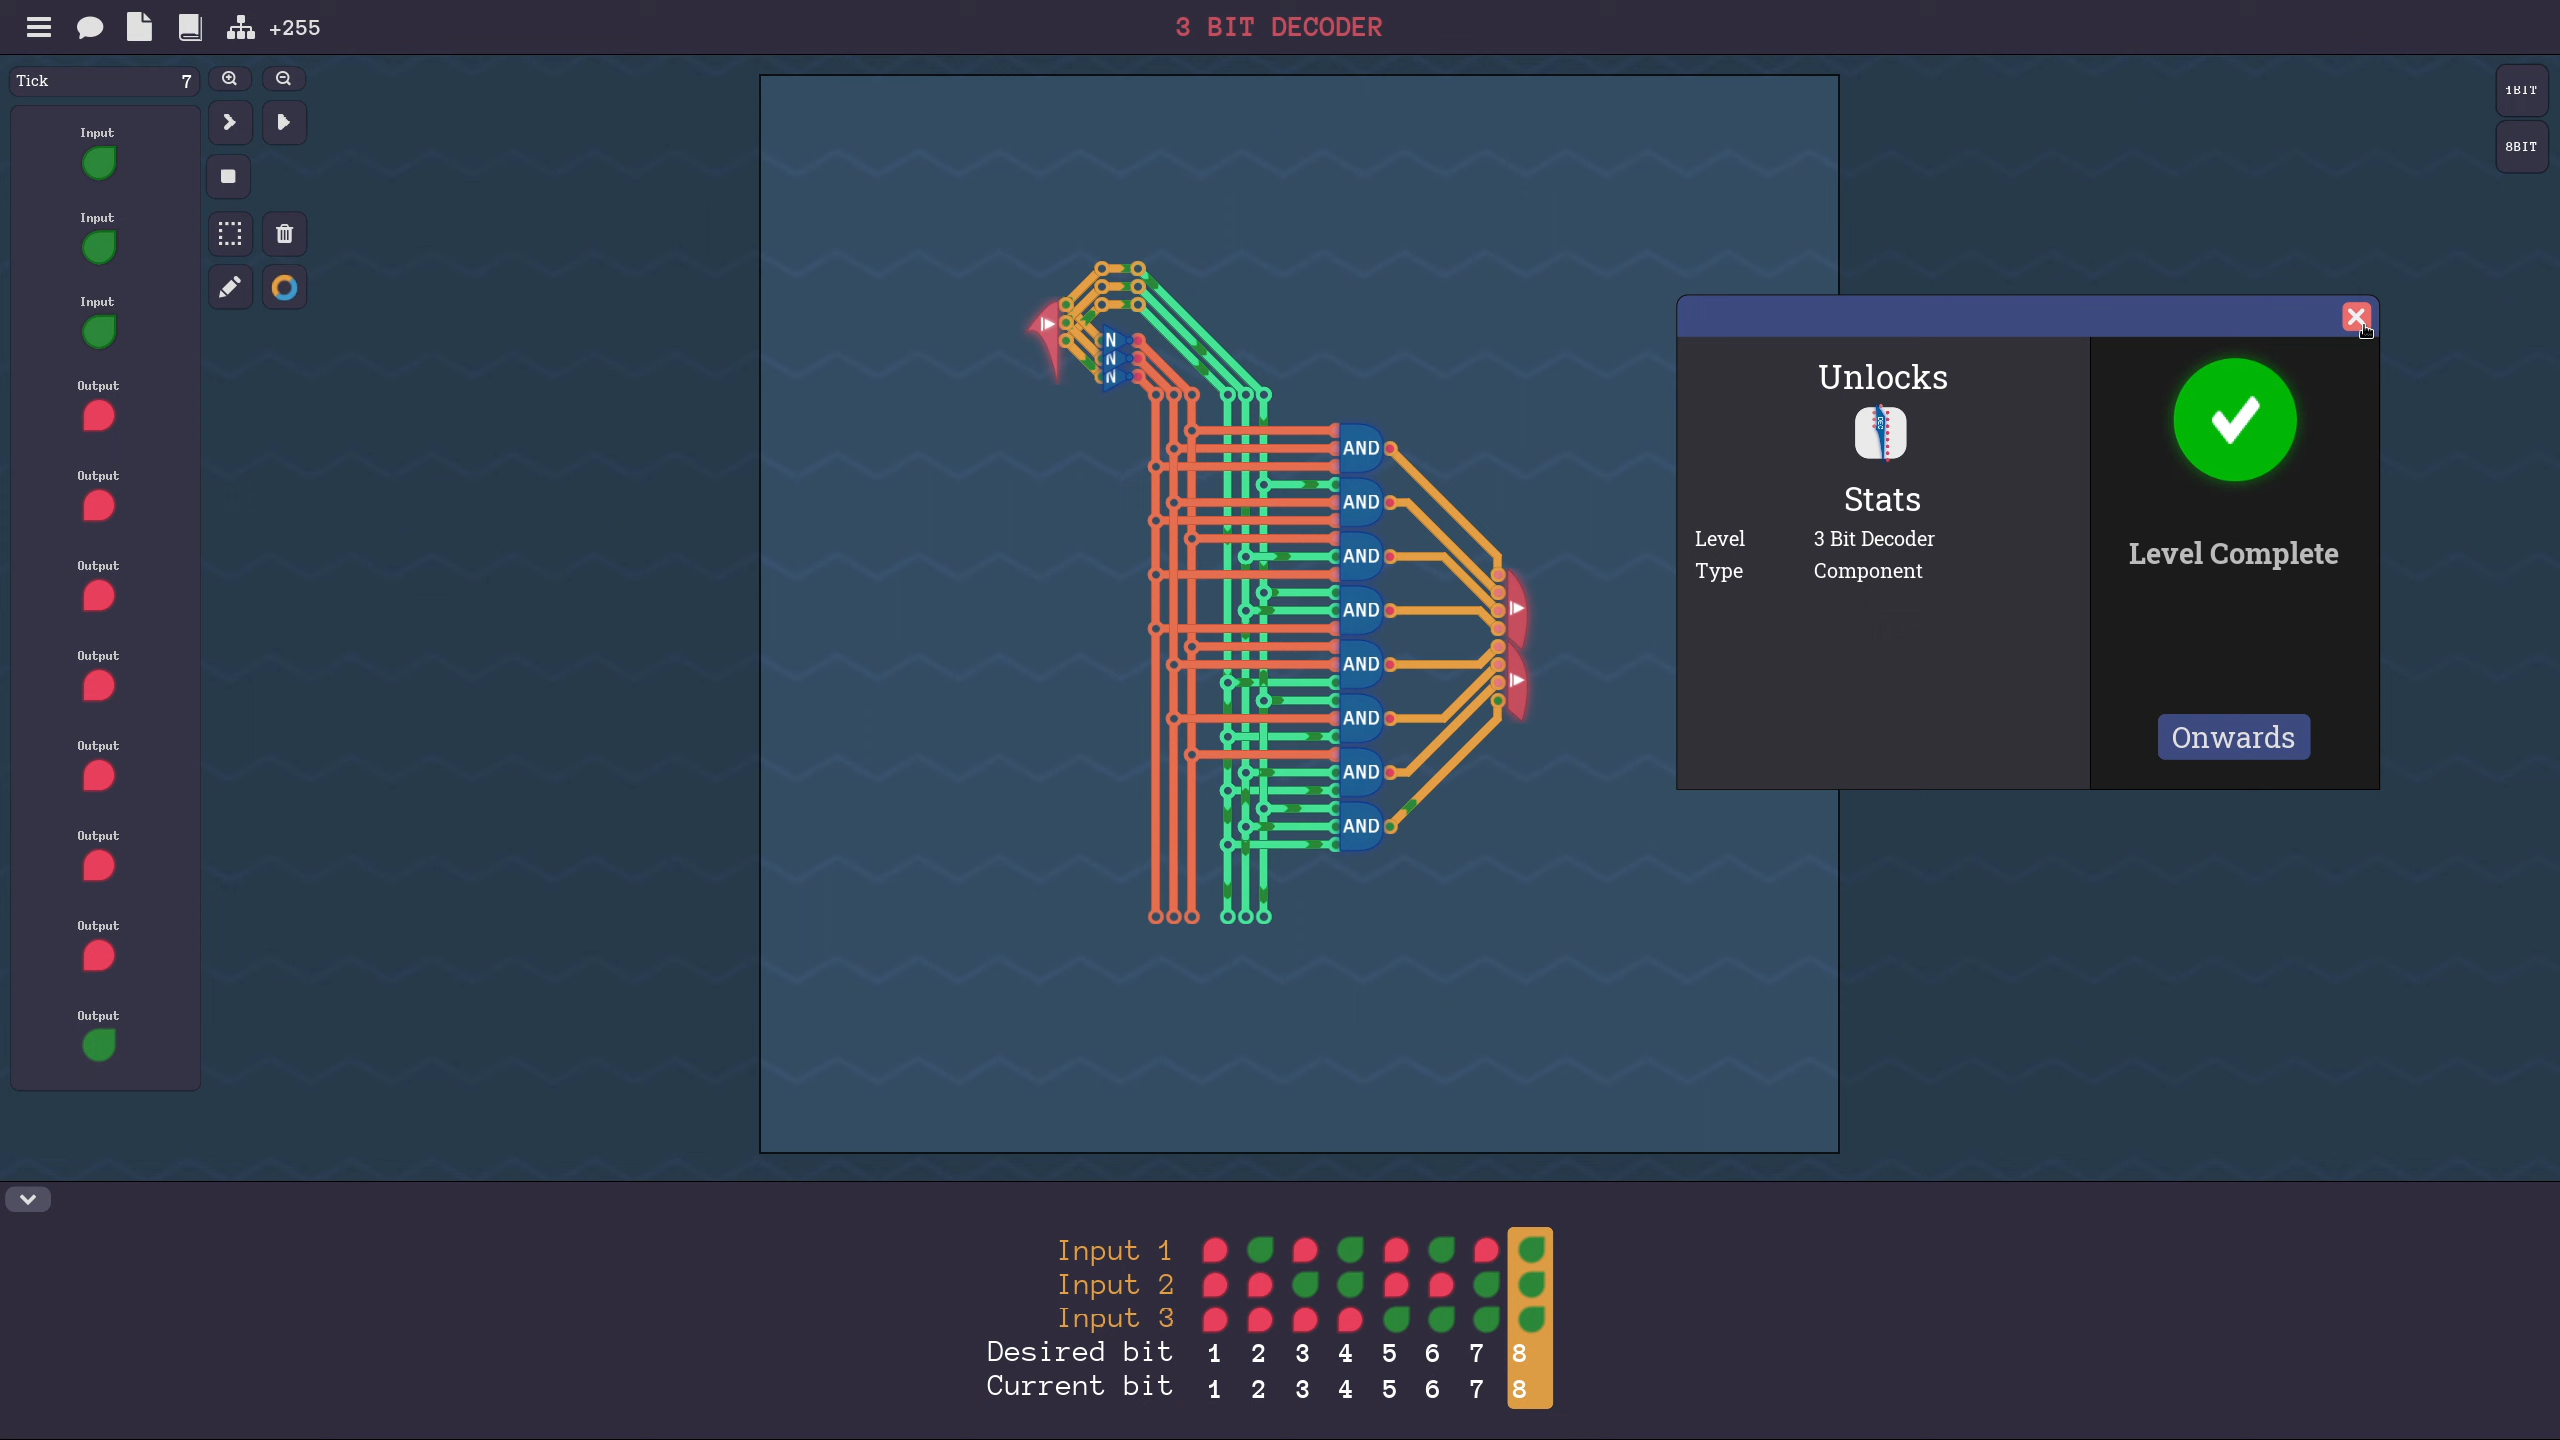 +255
3 BIT DECODER
Tick 7
1BIT
8BIT
Input
Input
Input
Output
Output
Output
Output
Output
Output
Output
Output
N
N
N
AND
AND
AND
AND
AND
AND
AND
AND
Unlocks
DEC
Stats
Level 3 Bit Decoder
Type Component
Level Complete
Onwards
Input 1
Input 2
Input 3
Desired bit 1 2 3 4 5 6 7 8
Current bit 1 2 3 4 5 6 7 8